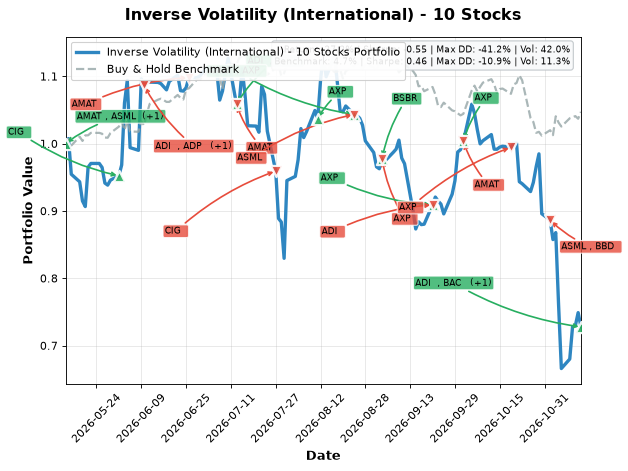 Inverse Volatility (International) - 10 Stocks
Inverse Volatility (International) - 10 Stocks Portfolio
Buy & Hold Benchmark
0.55 | Max DD: -41.2% | Vol: 42.0%
Benchmark: 4.7% | Sharpe: 0.46 | Max DD: -10.9% | Vol: 11.3%
Portfolio Value
1.1
1.0
0.9
0.8
0.7
CIG
AMAT
AMAT , ASML (+1)
ADI , ADP (+1)
CIG
ADI
AMAT
ASML
AXP
AXP
ADI
BSBR
AXP
AXP
AXP
AMAT
ADI , BAC (+1)
ASML , BBD
2026-05-24
2026-06-09
2026-06-25
2026-07-11
2026-07-27
2026-08-12
2026-08-28
2026-09-13
2026-09-29
2026-10-15
2026-10-31
Date